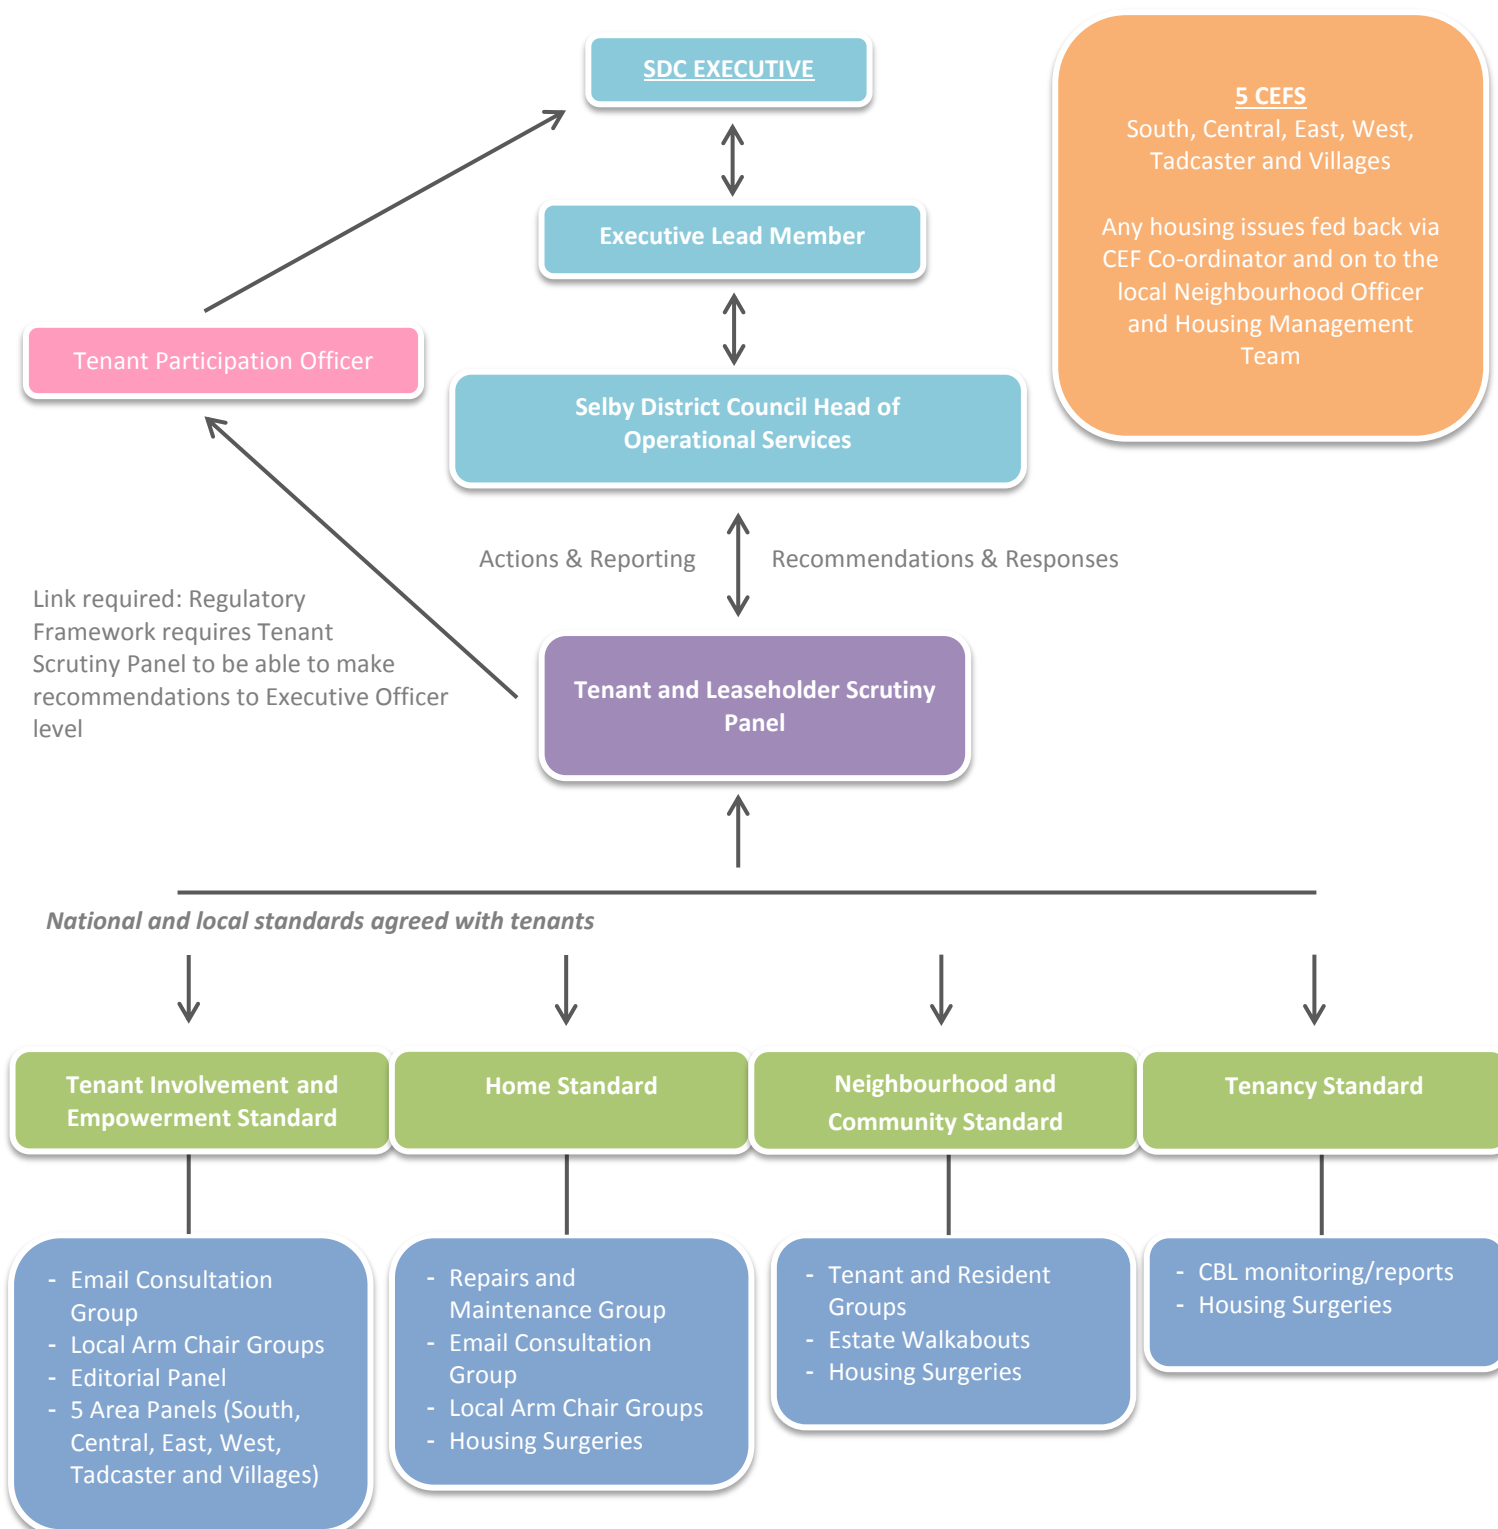 SDC EXECUTIVE
5 CEFS
South, Central, East, West,
Tadcaster and Villages
Any housing issues fed back via
CEF Co-ordinator and on to the
local Neighbourhood Officer
and Housing Management
Team
Executive Lead Member
Tenant Participation Officer
Selby District Council Head of
Operational Services
Actions & Reporting
Recommendations & Responses
Link required: Regulatory
Framework requires Tenant
Scrutiny Panel to be able to make
recommendations to Executive Officer
level
Tenant and Leaseholder Scrutiny
Panel
National and local standards agreed with tenants
Tenant Involvement and
Empowerment Standard
Home Standard
Neighbourhood and
Community Standard
Tenancy Standard
- Email Consultation
Group
- Local Arm Chair Groups
- Editorial Panel
- 5 Area Panels (South,
Central, East, West,
Tadcaster and Villages)
- Repairs and
Maintenance Group
- Email Consultation
Group
- Local Arm Chair Groups
- Housing Surgeries
- Tenant and Resident
Groups
- Estate Walkabouts
- Housing Surgeries
- CBL monitoring/reports
- Housing Surgeries